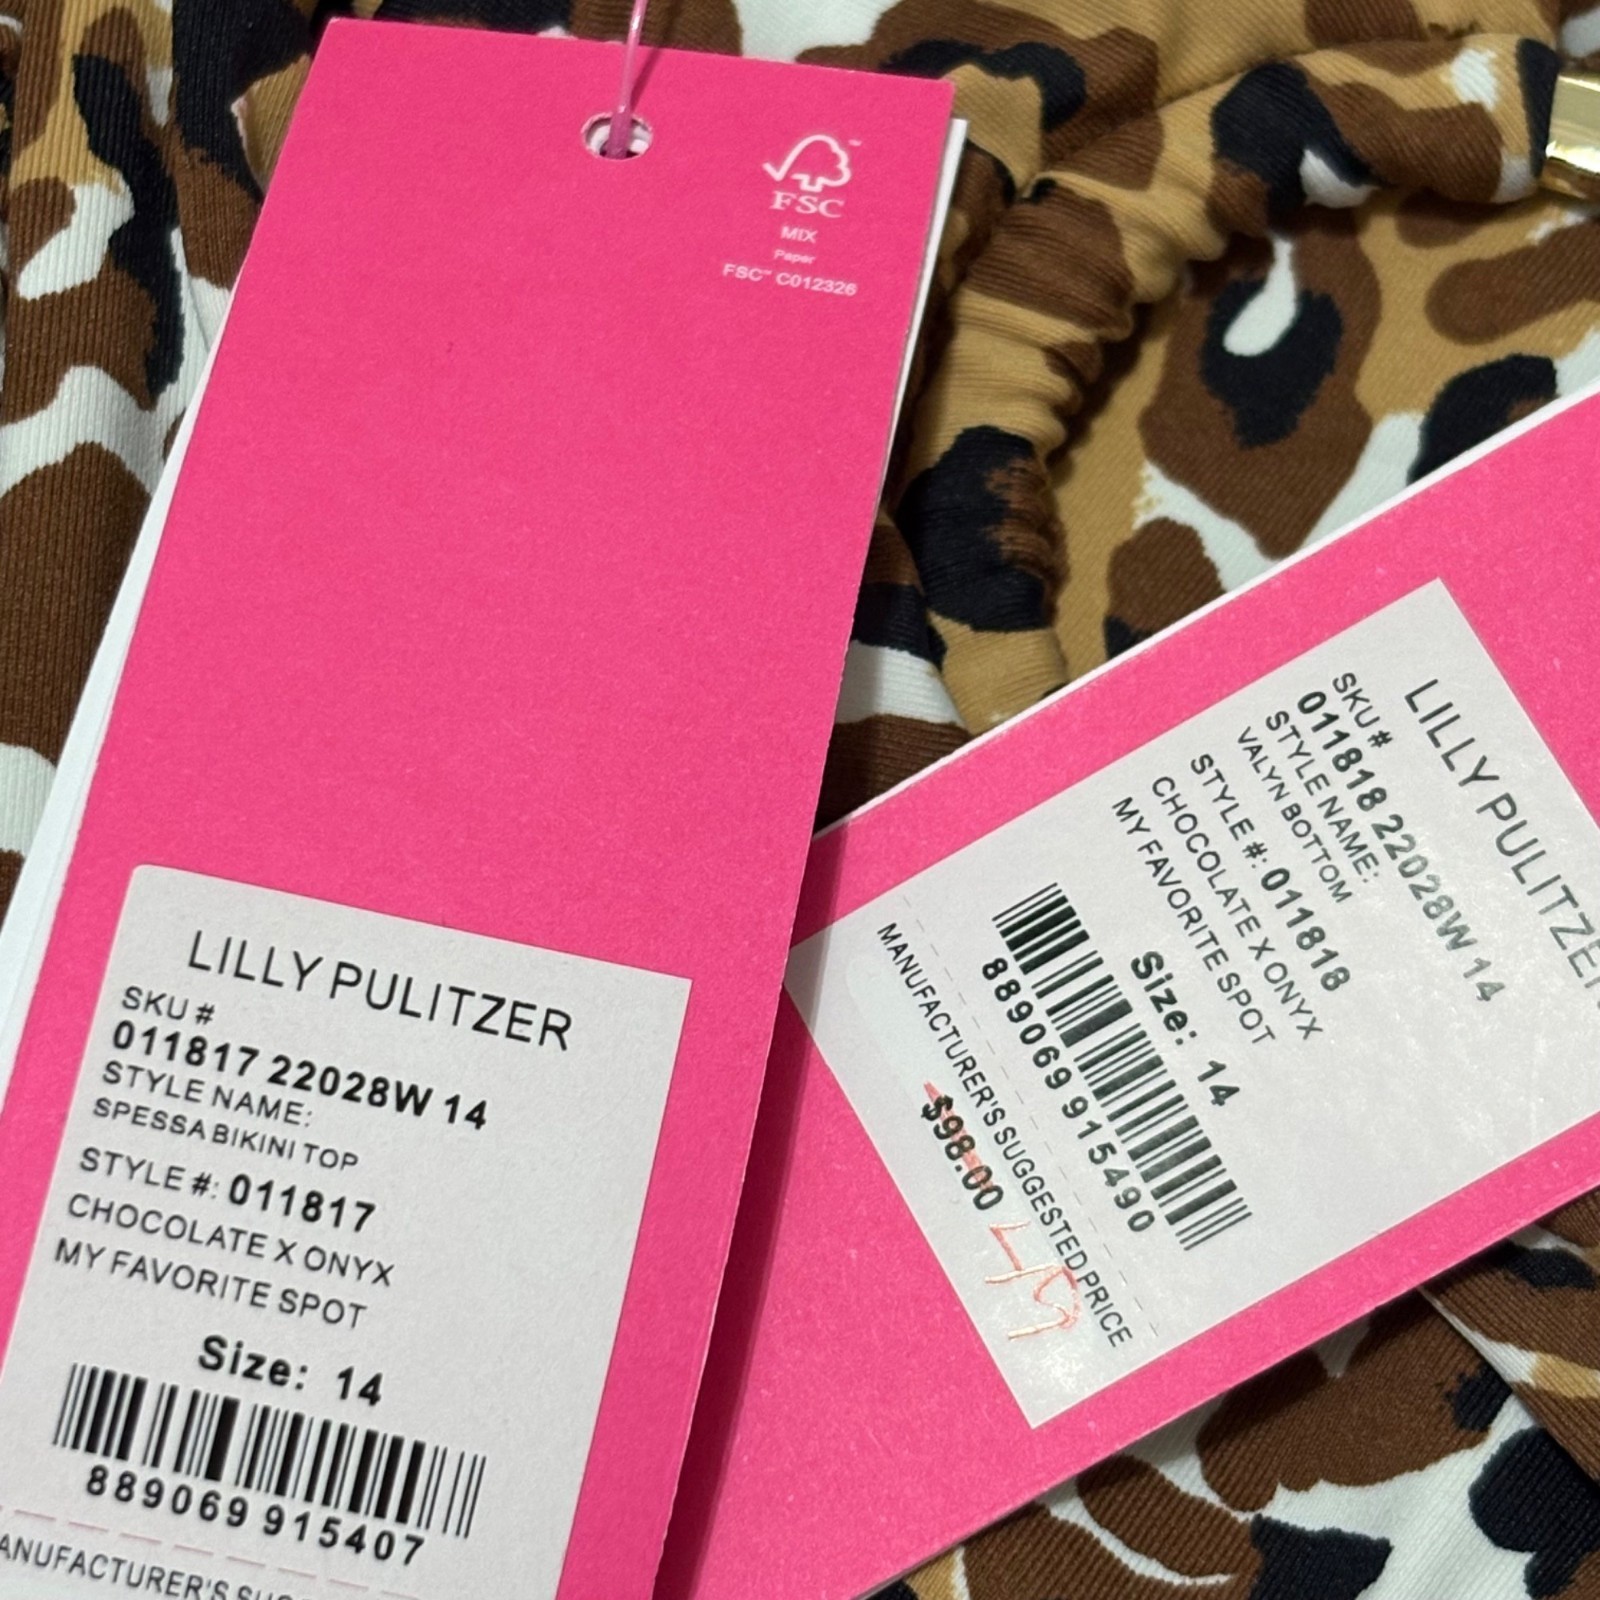 FSC
MIX
Paper
FSC™ C012326
LILLY PULITZER
SKU #
011817 22028W 14
STYLE NAME:
SPESSA BIKINI TOP
STYLE #: 011817
CHOCOLATE X ONYX
MY FAVORITE SPOT
Size: 14
889069 915407
LILLY PULITZER
SKU #
011818 22028W 14
STYLE NAME:
VALYN BOTTOM
STYLE #: 011818
CHOCOLATE X ONYX
MY FAVORITE SPOT
Size: 14
889069 915490
MANUFACTURER'S SUGGESTED PRICE
$98.00
49